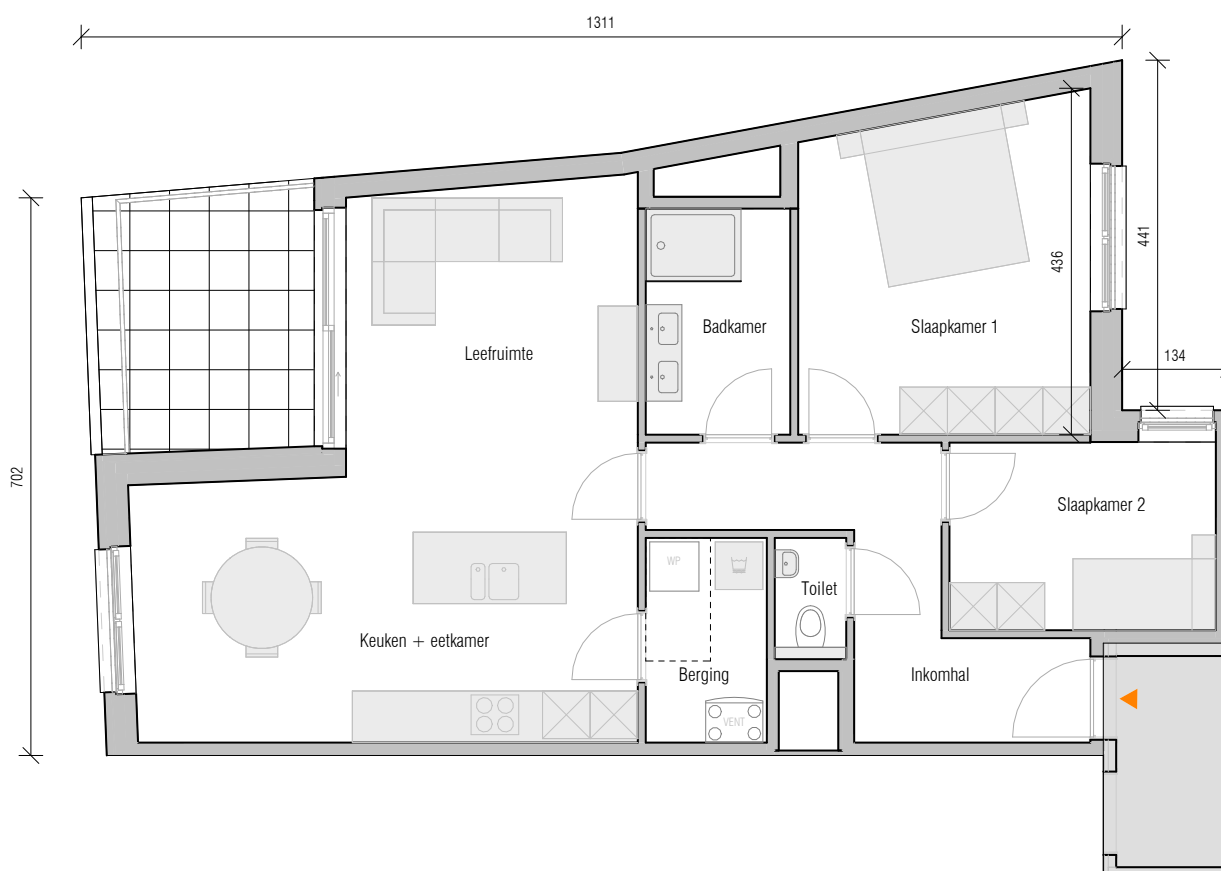 1311
441
436
134
702
Badkamer
Slaapkamer 1
Leefruimte
Slaapkamer 2
WP
Toilet
Keuken + eetkamer
Berging
Inkomhal
VENT